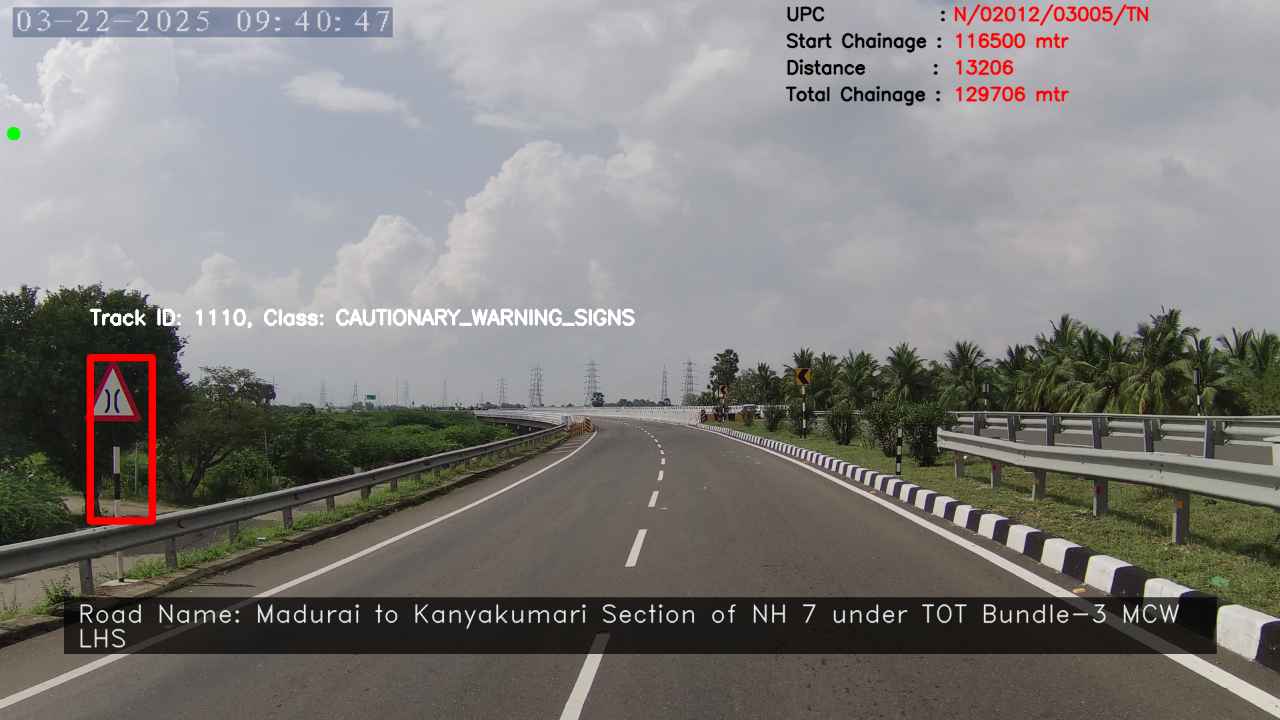 03-22-2025 09:40:47
UPC : N/02012/03005/TN
Start Chainage : 116500 mtr
Distance : 13206
Total Chainage : 129706 mtr
Track ID: 1110, Class: CAUTIONARY_WARNING_SIGNS
Road Name: Madurai to Kanyakumari Section of NH 7 under TOT Bundle-3 MCW
LHS